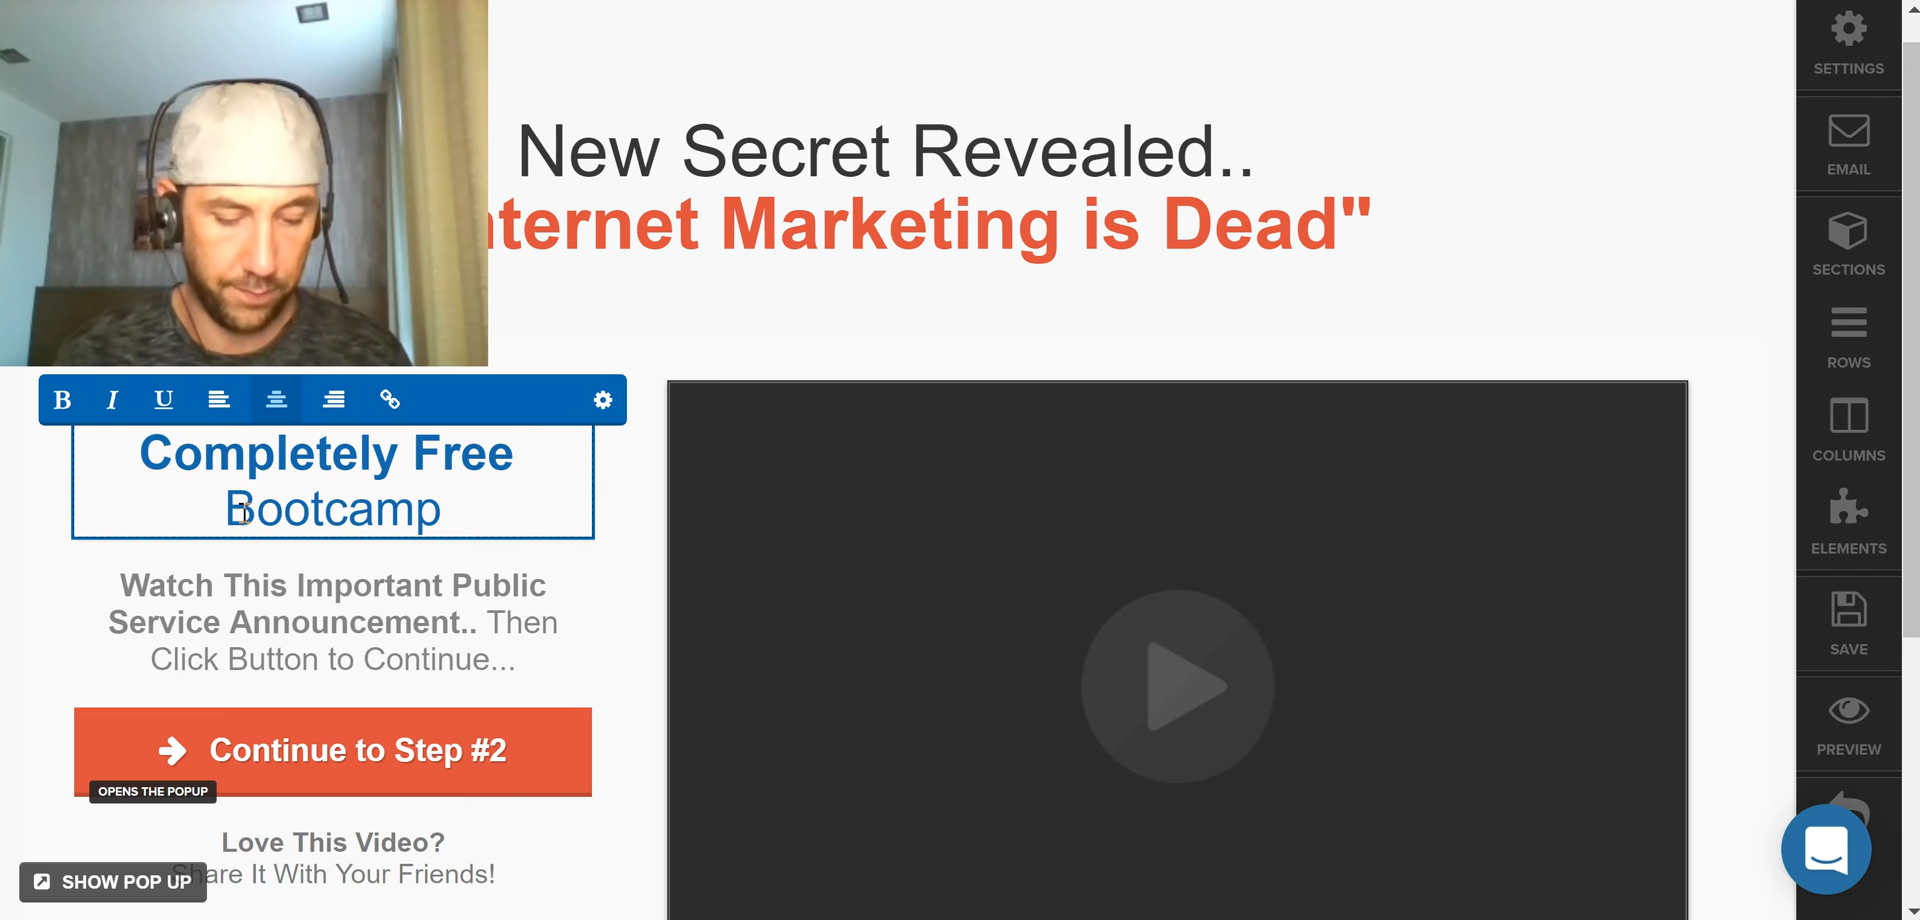 New Secret Revealed..
nternet Marketing is Dead"
B I U
Completely Free
Bootcamp
Watch This Important Public
Service Announcement.. Then
Click Button to Continue...
Continue to Step #2
OPENS THE POPUP
Love This Video?
Share It With Your Friends!
SHOW POP UP
SETTINGS
EMAIL
SECTIONS
ROWS
COLUMNS
ELEMENTS
SAVE
PREVIEW